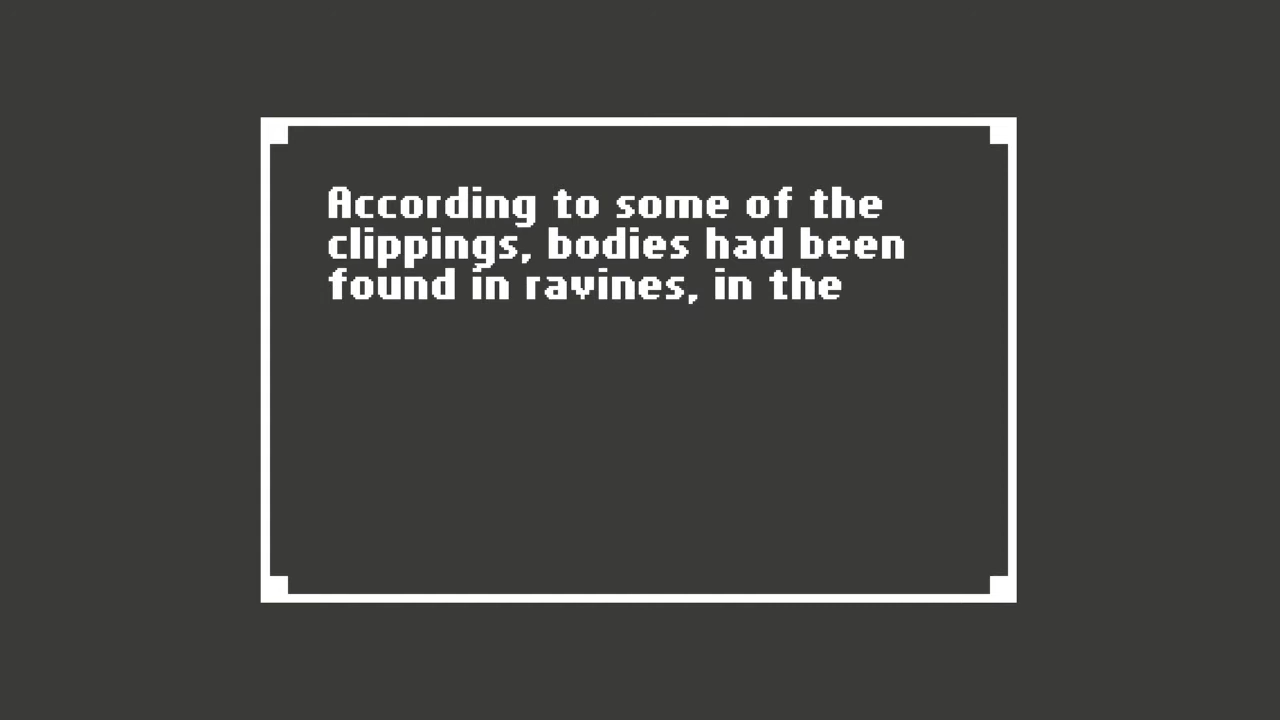 According to some of the
clippings, bodies had been
found in ravines, in the